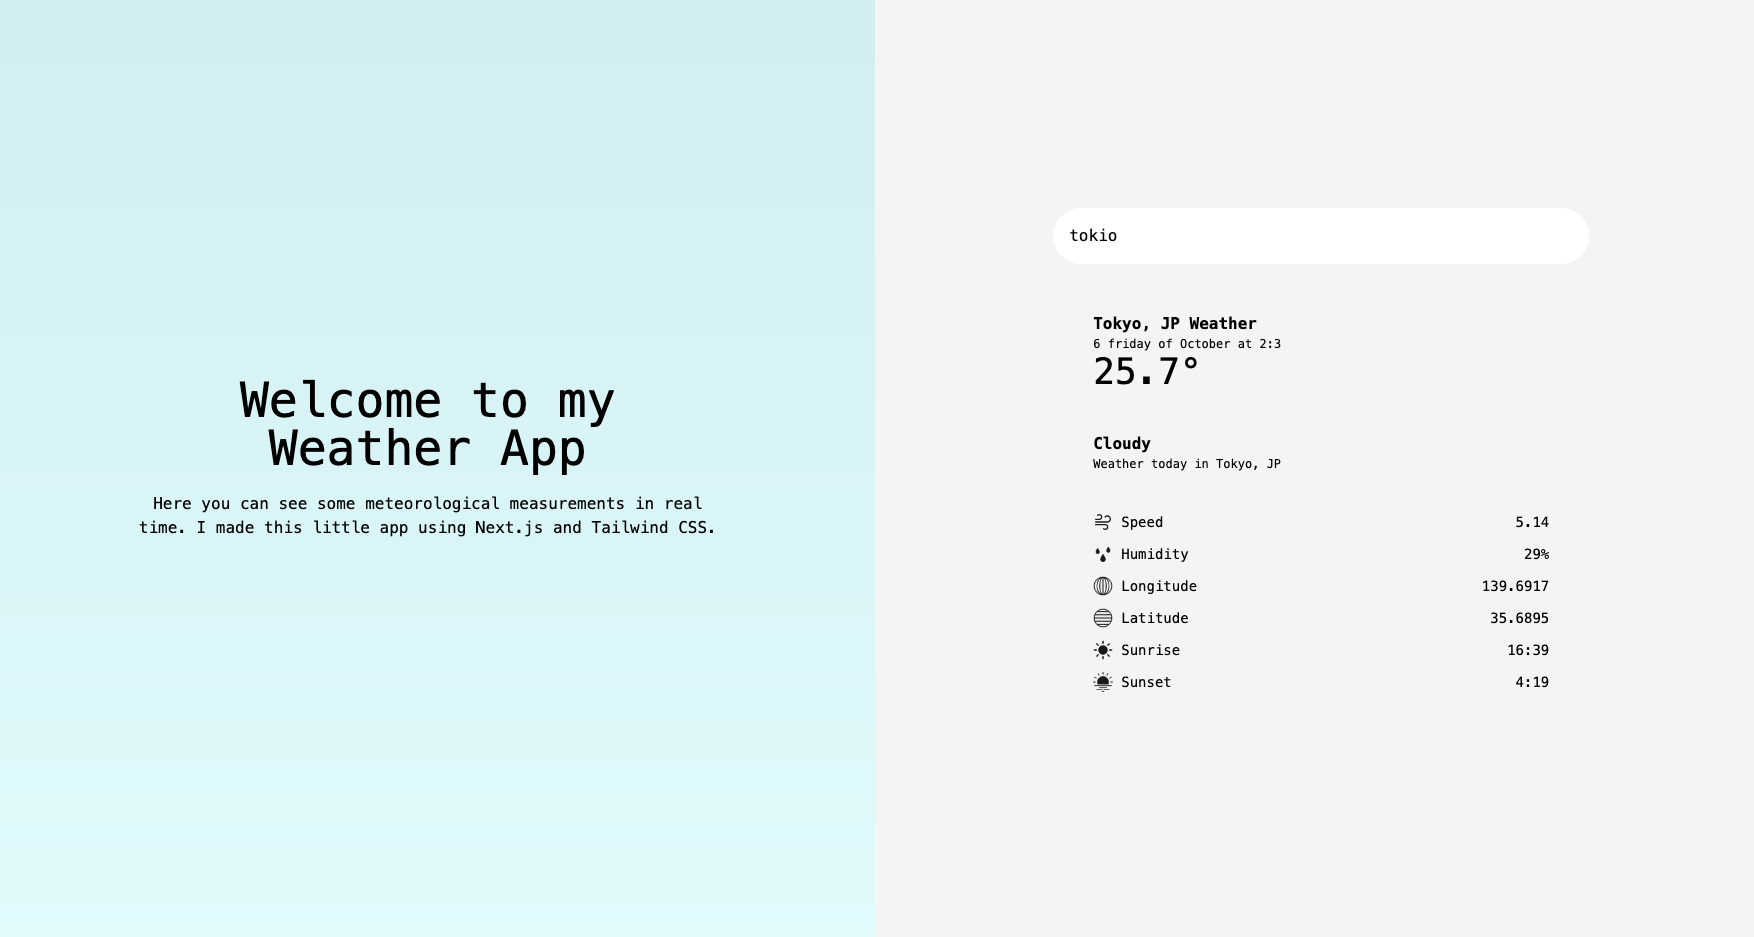 Welcome to my
Weather App
Here you can see some meteorological measurements in real
time. I made this little app using Next.js and Tailwind CSS.
tokio
Tokyo, JP Weather
6 friday of October at 2:3
25.7°
Cloudy
Weather today in Tokyo, JP
Speed 5.14
Humidity 29%
Longitude 139.6917
Latitude 35.6895
Sunrise 16:39
Sunset 4:19